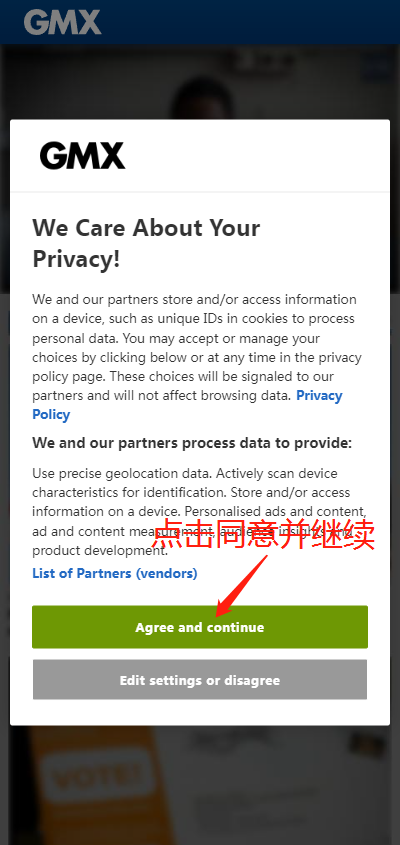 GMX
GMX
We Care About Your
Privacy!
We and our partners store and/or access information
on a device, such as unique IDs in cookies to process
personal data. You may accept or manage your
choices by clicking below or at any time in the privacy
policy page. These choices will be signaled to our
partners and will not affect browsing data. Privacy
Policy
We and our partners process data to provide:
Use precise geolocation data. Actively scan device
characteristics for identification. Store and/or access
information on a device. Personalised ads and content,
ad and content measurement, audience insights and
点击同意并继续
product development.
List of Partners (vendors)
Agree and continue
Edit settings or disagree
VOTE!